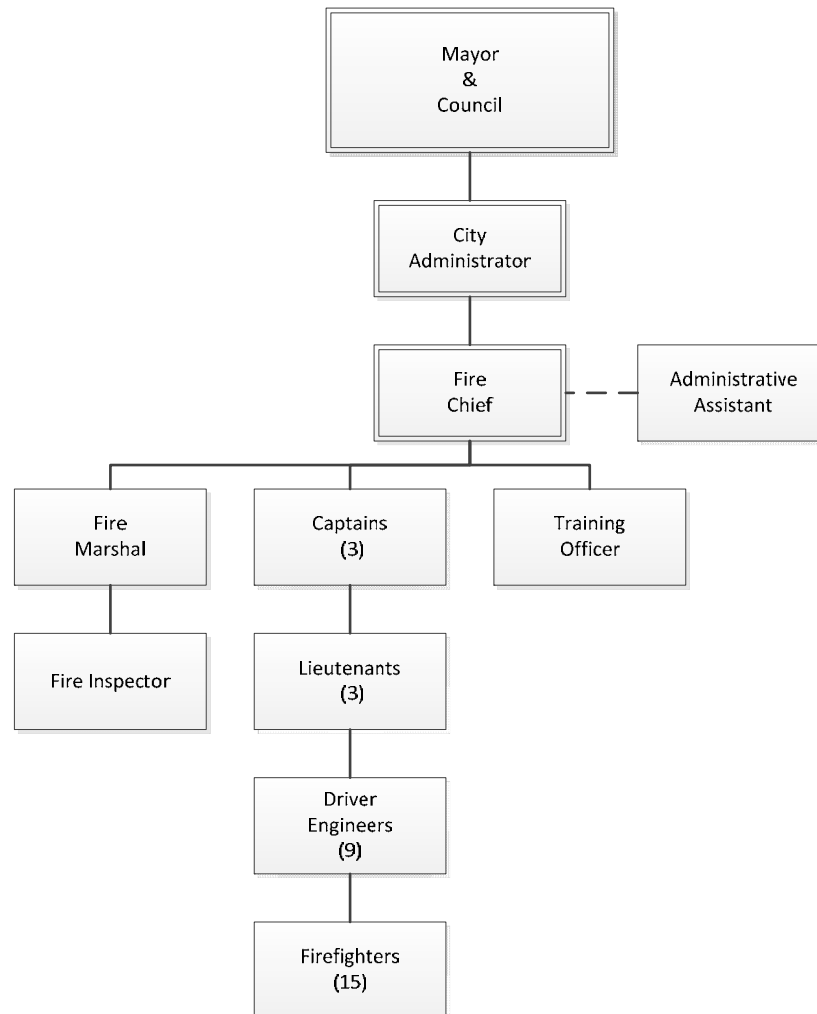 Mayor
&
Council
City
Administrator
Fire
Chief
Administrative
Assistant
Fire
Marshal
Captains
(3)
Training
Officer
Fire Inspector
Lieutenants
(3)
Driver
Engineers
(9)
Firefighters
(15)